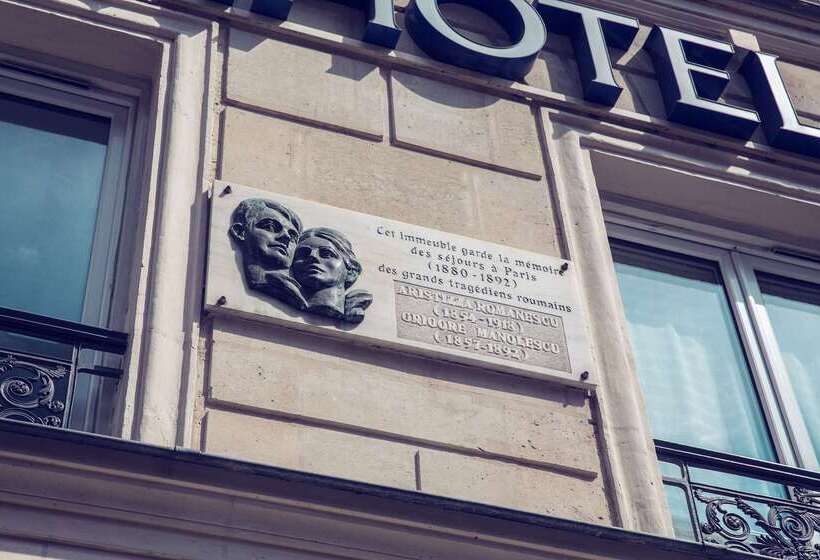 HOTEL
Cet immeuble garde la mémoire
des séjours à Paris
(1880-1892)
des grands tragédiens roumains
ARISTIZZA ROMANESCU
(1854-1918)
GRIGORE MANOLESCU
(1857-1892)